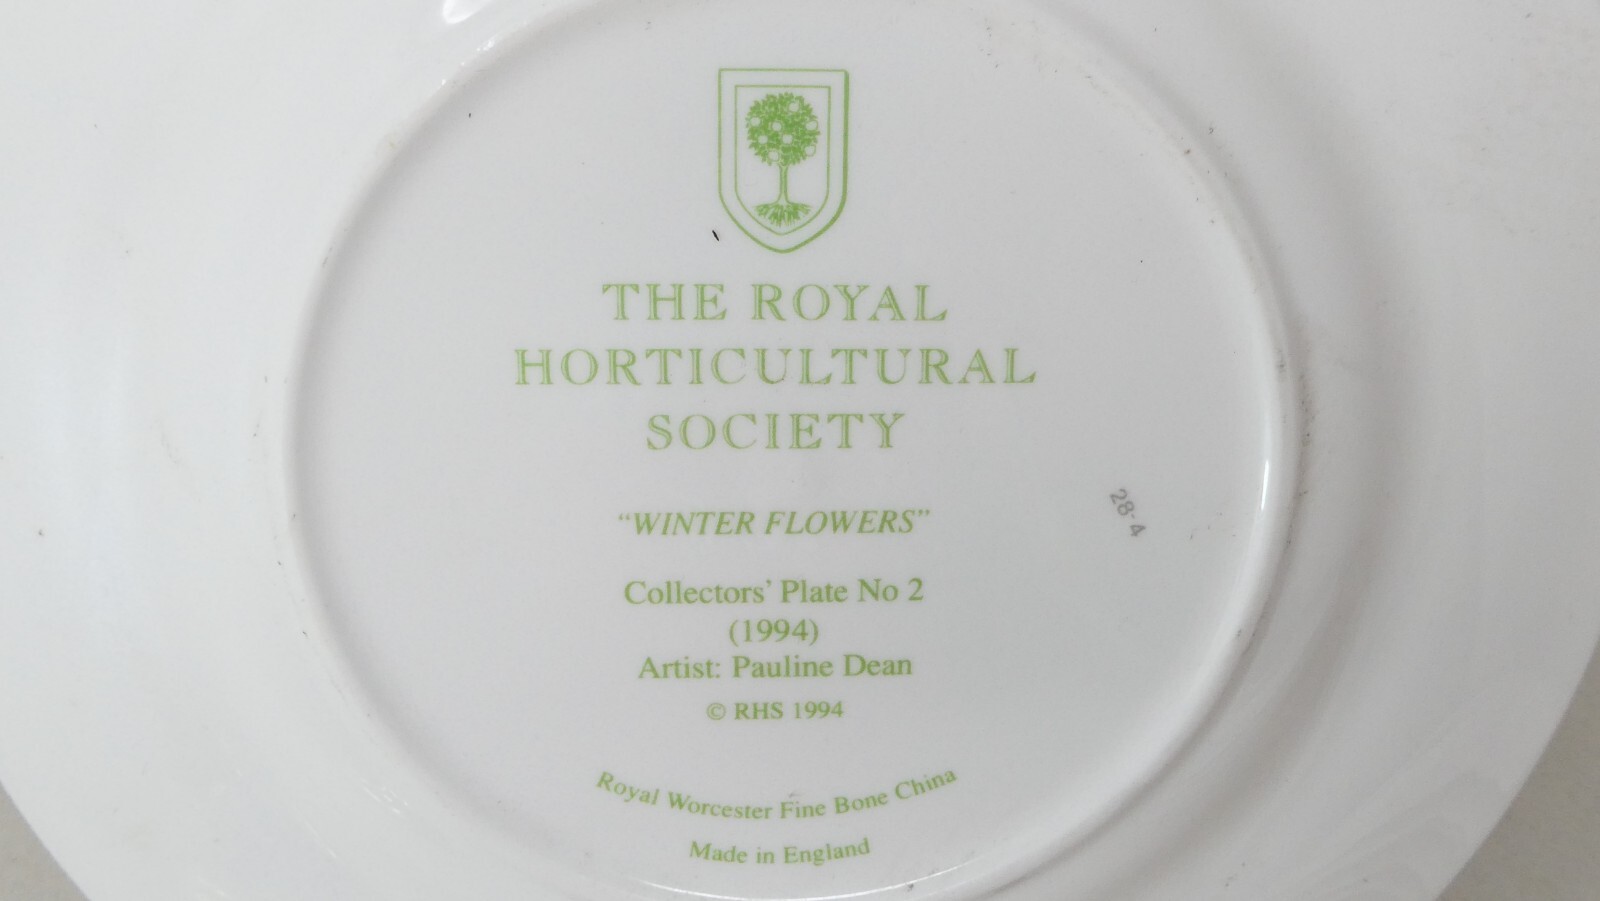 THE ROYAL
HORTICULTURAL
SOCIETY
"WINTER FLOWERS"
Collectors' Plate No 2
(1994)
Artist: Pauline Dean
© RHS 1994
Royal Worcester Fine Bone China
Made in England
28-4